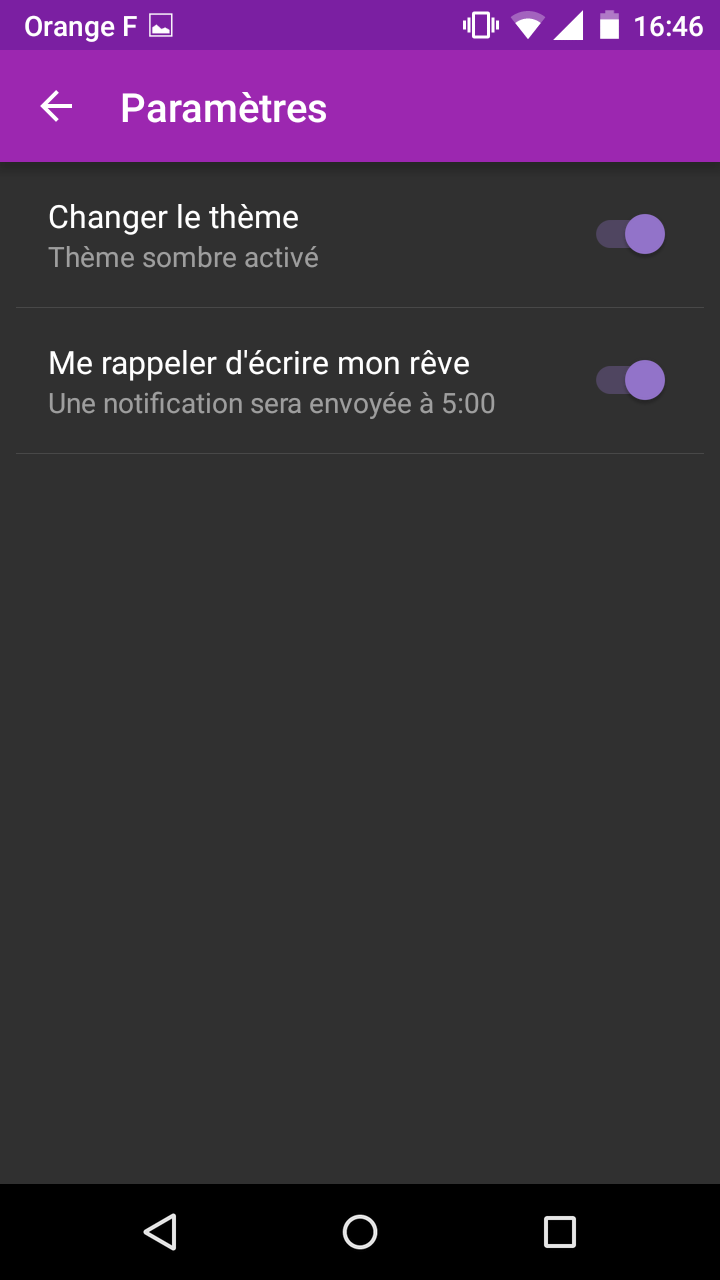 Orange F 16:46
Paramètres
Changer le thème
Thème sombre activé
Me rappeler d'écrire mon rêve
Une notification sera envoyée à 5:00